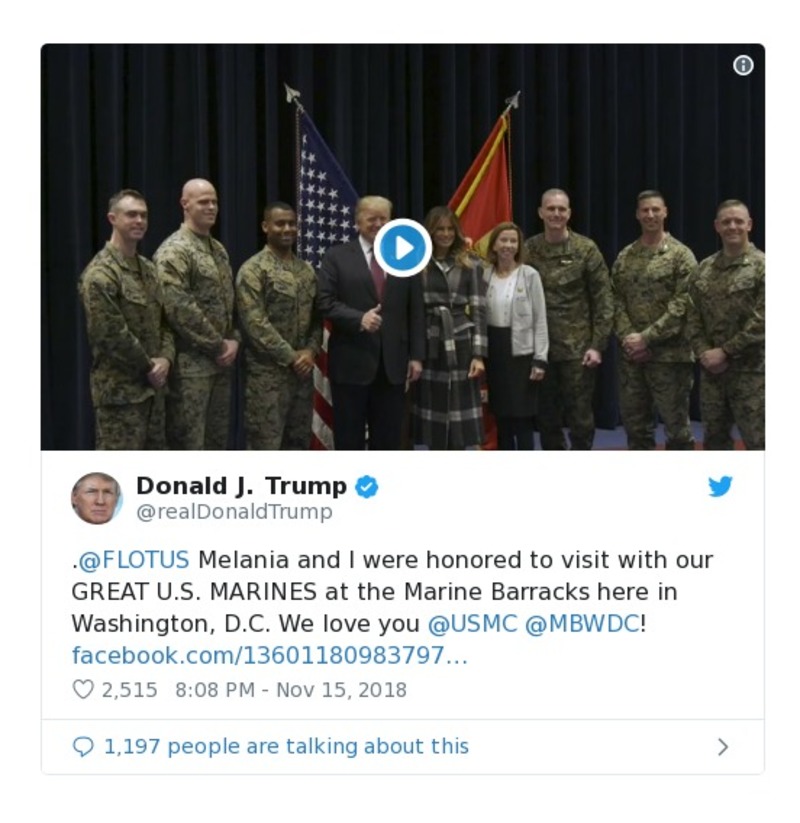 Donald J. Trump
@realDonaldTrump
.@FLOTUS Melania and I were honored to visit with our
GREAT U.S. MARINES at the Marine Barracks here in
Washington, D.C. We love you @USMC @MBWDC!
facebook.com/13601180983797…
2,515 8:08 PM - Nov 15, 2018
1,197 people are talking about this